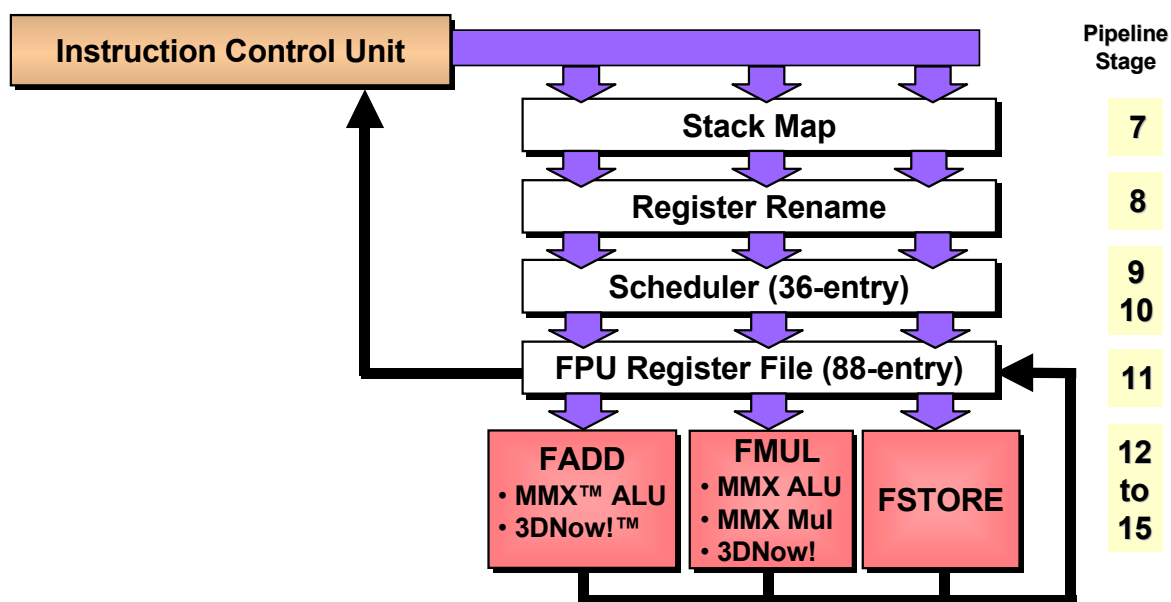 Instruction Control Unit
Pipeline
Stage
Stack Map
7
Register Rename
8
Scheduler (36-entry)
9
10
FPU Register File (88-entry)
11
FADD
• MMX™ ALU
• 3DNow!™
FMUL
• MMX ALU
• MMX Mul
• 3DNow!
FSTORE
12
to
15